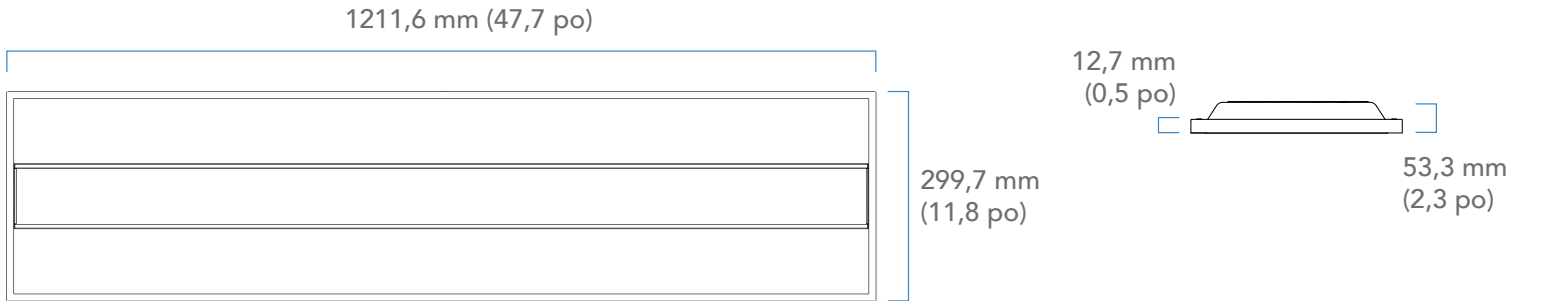 1211,6 mm (47,7 po)
12,7 mm
(0,5 po)
299,7 mm
(11,8 po)
53,3 mm
(2,3 po)